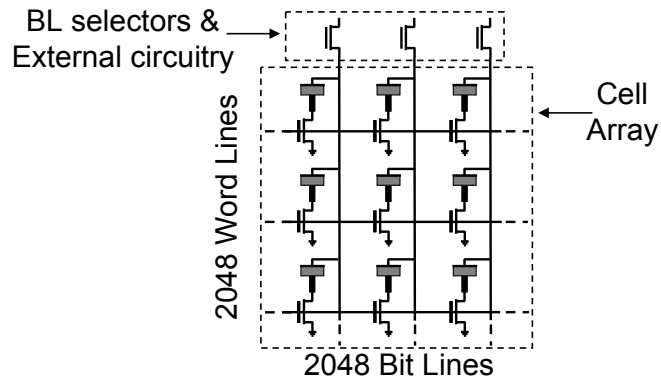 BL selectors &
External circuitry
Cell
Array
2048 Word Lines
2048 Bit Lines